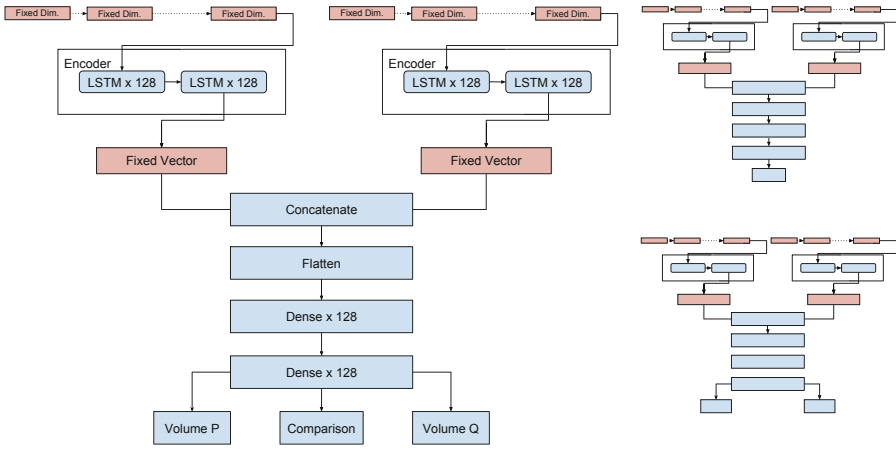 Fixed Dim. Fixed Dim. Fixed Dim. Fixed Dim. Fixed Dim. Fixed Dim.
Encoder Encoder
LSTM x 128 LSTM x 128 LSTM x 128 LSTM x 128
Fixed Vector Fixed Vector
Concatenate
Flatten
Dense x 128
Dense x 128
Volume P Comparison Volume Q